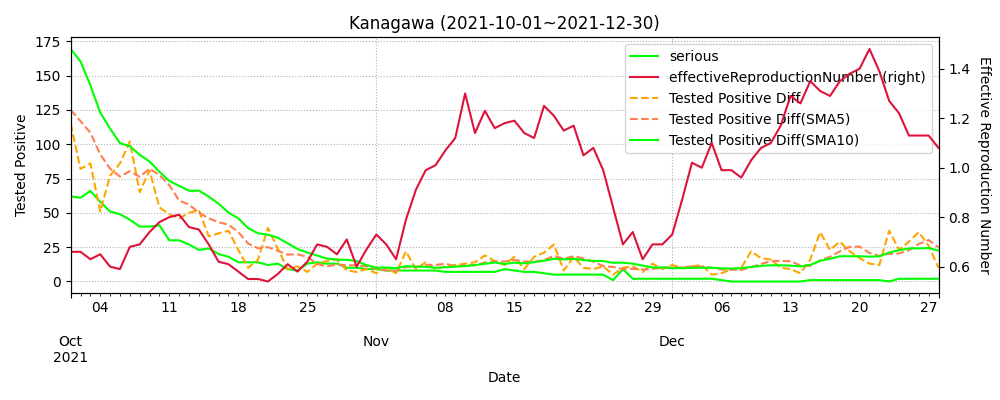 Kanagawa (2021-10-01~2021-12-30)
175
150
125
100
75
50
25
0
Tested Positive
1.4
1.2
1.0
0.8
0.6
Effective Reproduction Number
serious
effectiveReproductionNumber (right)
Tested Positive Diff
Tested Positive Diff(SMA5)
Tested Positive Diff(SMA10)
04 11 18 25 08 15 22 29 06 13 20 27
Oct Nov Dec
2021
Date